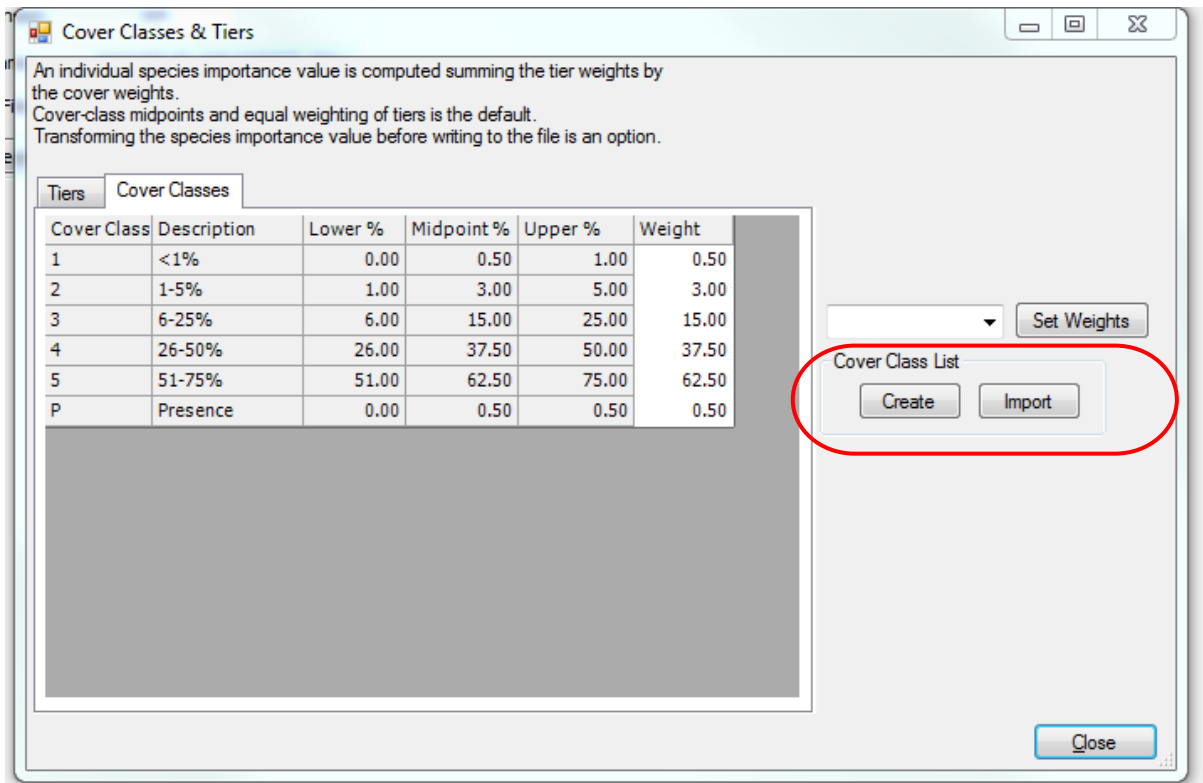 Cover Classes & Tiers
An individual species importance value is computed summing the tier weights by
the cover weights.
Cover-class midpoints and equal weighting of tiers is the default.
Transforming the species importance value before writing to the file is an option.
Tiers Cover Classes
Cover Class Description Lower % Midpoint % Upper % Weight
1 <1% 0.00 0.50 1.00 0.50
2 1-5% 1.00 3.00 5.00 3.00
3 6-25% 6.00 15.00 25.00 15.00
Set Weights
4 26-50% 26.00 37.50 50.00 37.50
Cover Class List
5 51-75% 51.00 62.50 75.00 62.50
Create Import
P Presence 0.00 0.50 0.50 0.50
Close